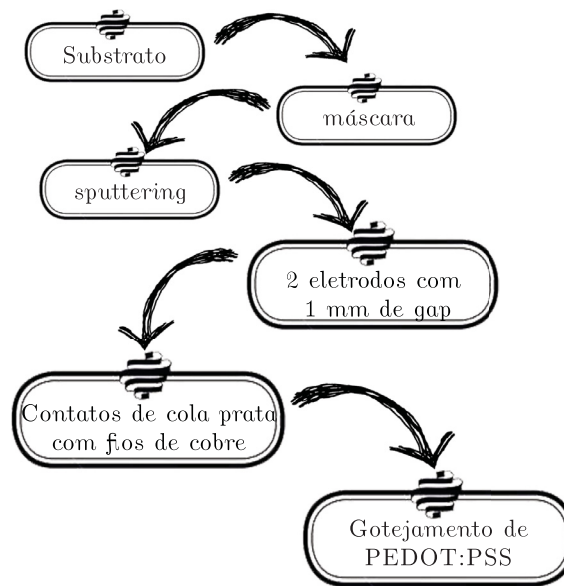 Substrato
máscara
sputtering
2 eletrodos com
1 mm de gap
Contatos de cola prata
com fios de cobre
Gotejamento de
PEDOT:PSS